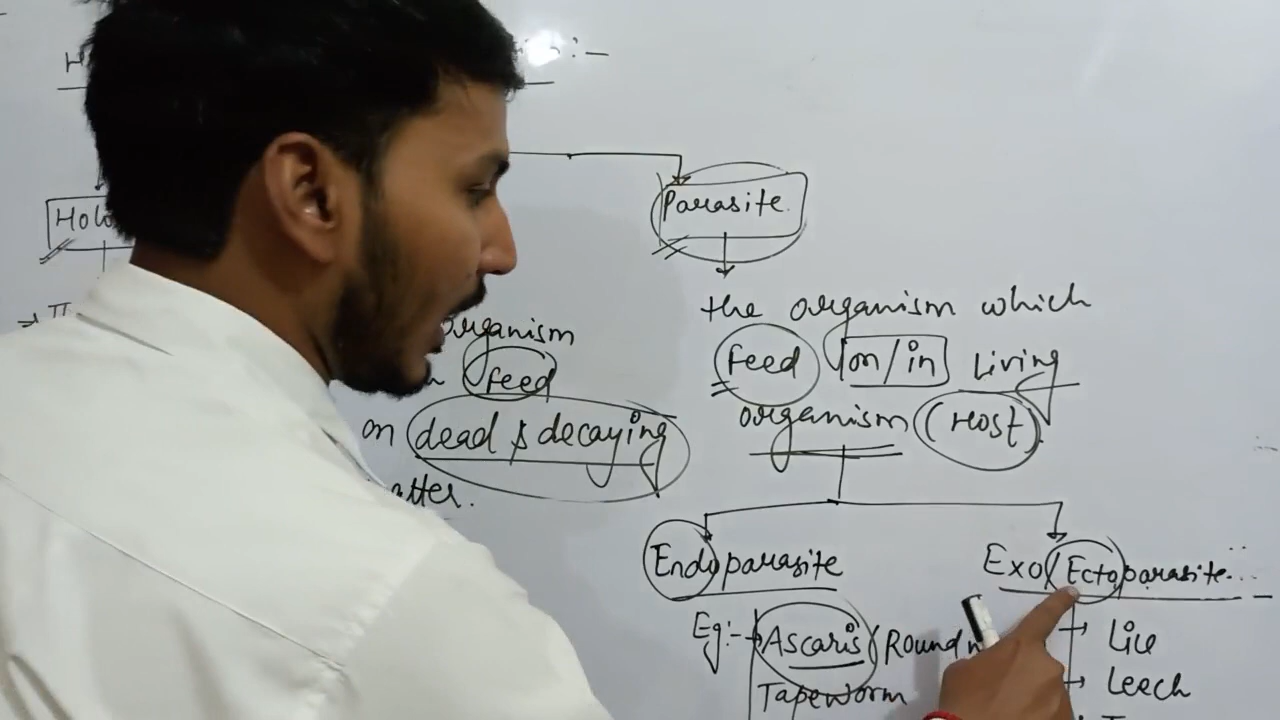 Parasite
the organism which
feed on/in Living
organism (Host).
organism
feed
on dead & decaying
matter.
Endoparasite
Exo/Ectoparasite...
Eg:- Ascaris (Round
Tapeworm
Lice
Leech